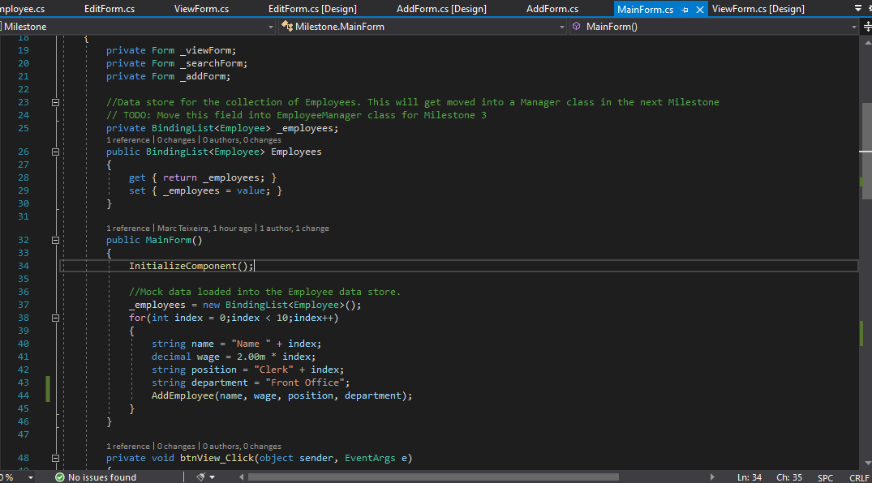 mployee.cs EditForm.cs ViewForm.cs EditForm.cs [Design] AddForm.cs [Design] AddForm.cs MainForm.cs ViewForm.cs [Design]
Milestone Milestone.MainForm MainForm()
18 {
19 private Form _viewForm;
20 private Form _searchForm;
21 private Form _addForm;
22
23 //Data store for the collection of Employees. This will get moved into a Manager class in the next Milestone
24 // TODO: Move this field into EmployeeManager class for Milestone 3
25 private BindingList<Employee> _employees;
1 reference | 0 changes | 0 authors, 0 changes
26 public BindingList<Employee> Employees
27 {
28 get { return _employees; }
29 set { _employees = value; }
30 }
31
1 reference | Marc Teixeira, 1 hour ago | 1 author, 1 change
32 public MainForm()
33 {
34 InitializeComponent();
35
36 //Mock data loaded into the Employee data store.
37 _employees = new BindingList<Employee>();
38 for(int index = 0;index < 10;index++)
39 {
40 string name = "Name " + index;
41 decimal wage = 2.00m * index;
42 string position = "Clerk" + index;
43 string department = "Front Office";
44 AddEmployee(name, wage, position, department);
45 }
46 }
47
1 reference | 0 changes | 0 authors, 0 changes
48 private void btnView_Click(object sender, EventArgs e)
0 % No issues found Ln: 34 Ch: 35 SPC CRLF